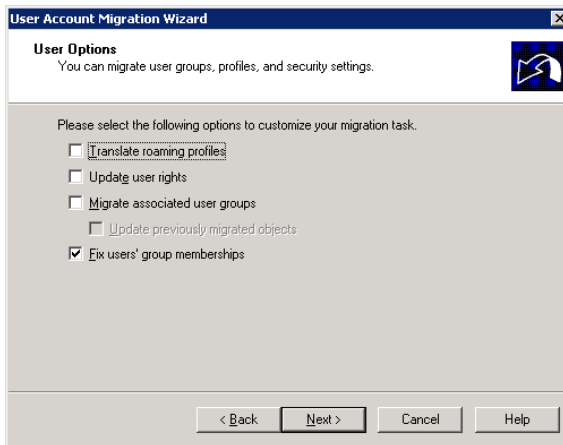 User Account Migration Wizard
User Options
You can migrate user groups, profiles, and security settings.
Please select the following options to customize your migration task.
Translate roaming profiles
Update user rights
Migrate associated user groups
Update previously migrated objects
Fix users' group memberships
< Back Next > Cancel Help